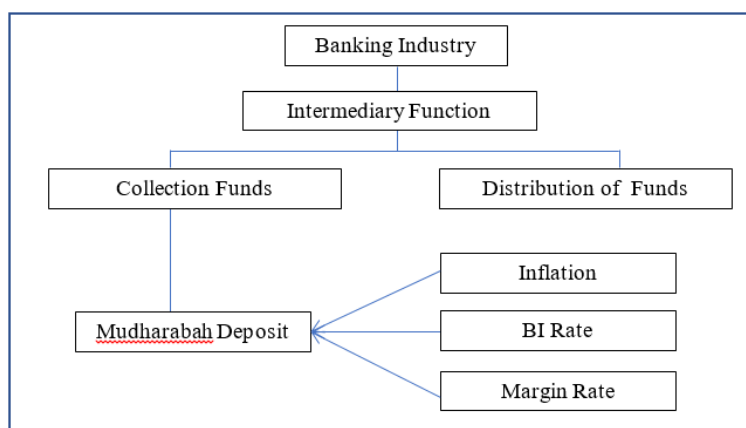 Banking Industry
Intermediary Function
Collection Funds
Distribution of Funds
Inflation
Mudharabah Deposit
BI Rate
Margin Rate